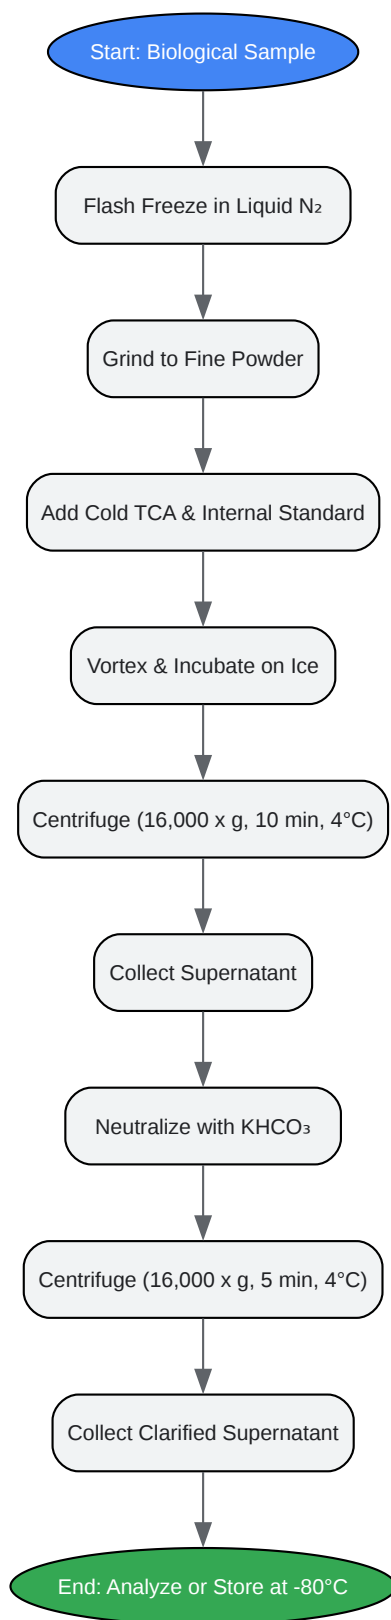 Start: Biological Sample
Flash Freeze in Liquid N₂
Grind to Fine Powder
Add Cold TCA & Internal Standard
Vortex & Incubate on Ice
Centrifuge (16,000 x g, 10 min, 4°C)
Collect Supernatant
Neutralize with KHCO₃
Centrifuge (16,000 x g, 5 min, 4°C)
Collect Clarified Supernatant
End: Analyze or Store at -80°C